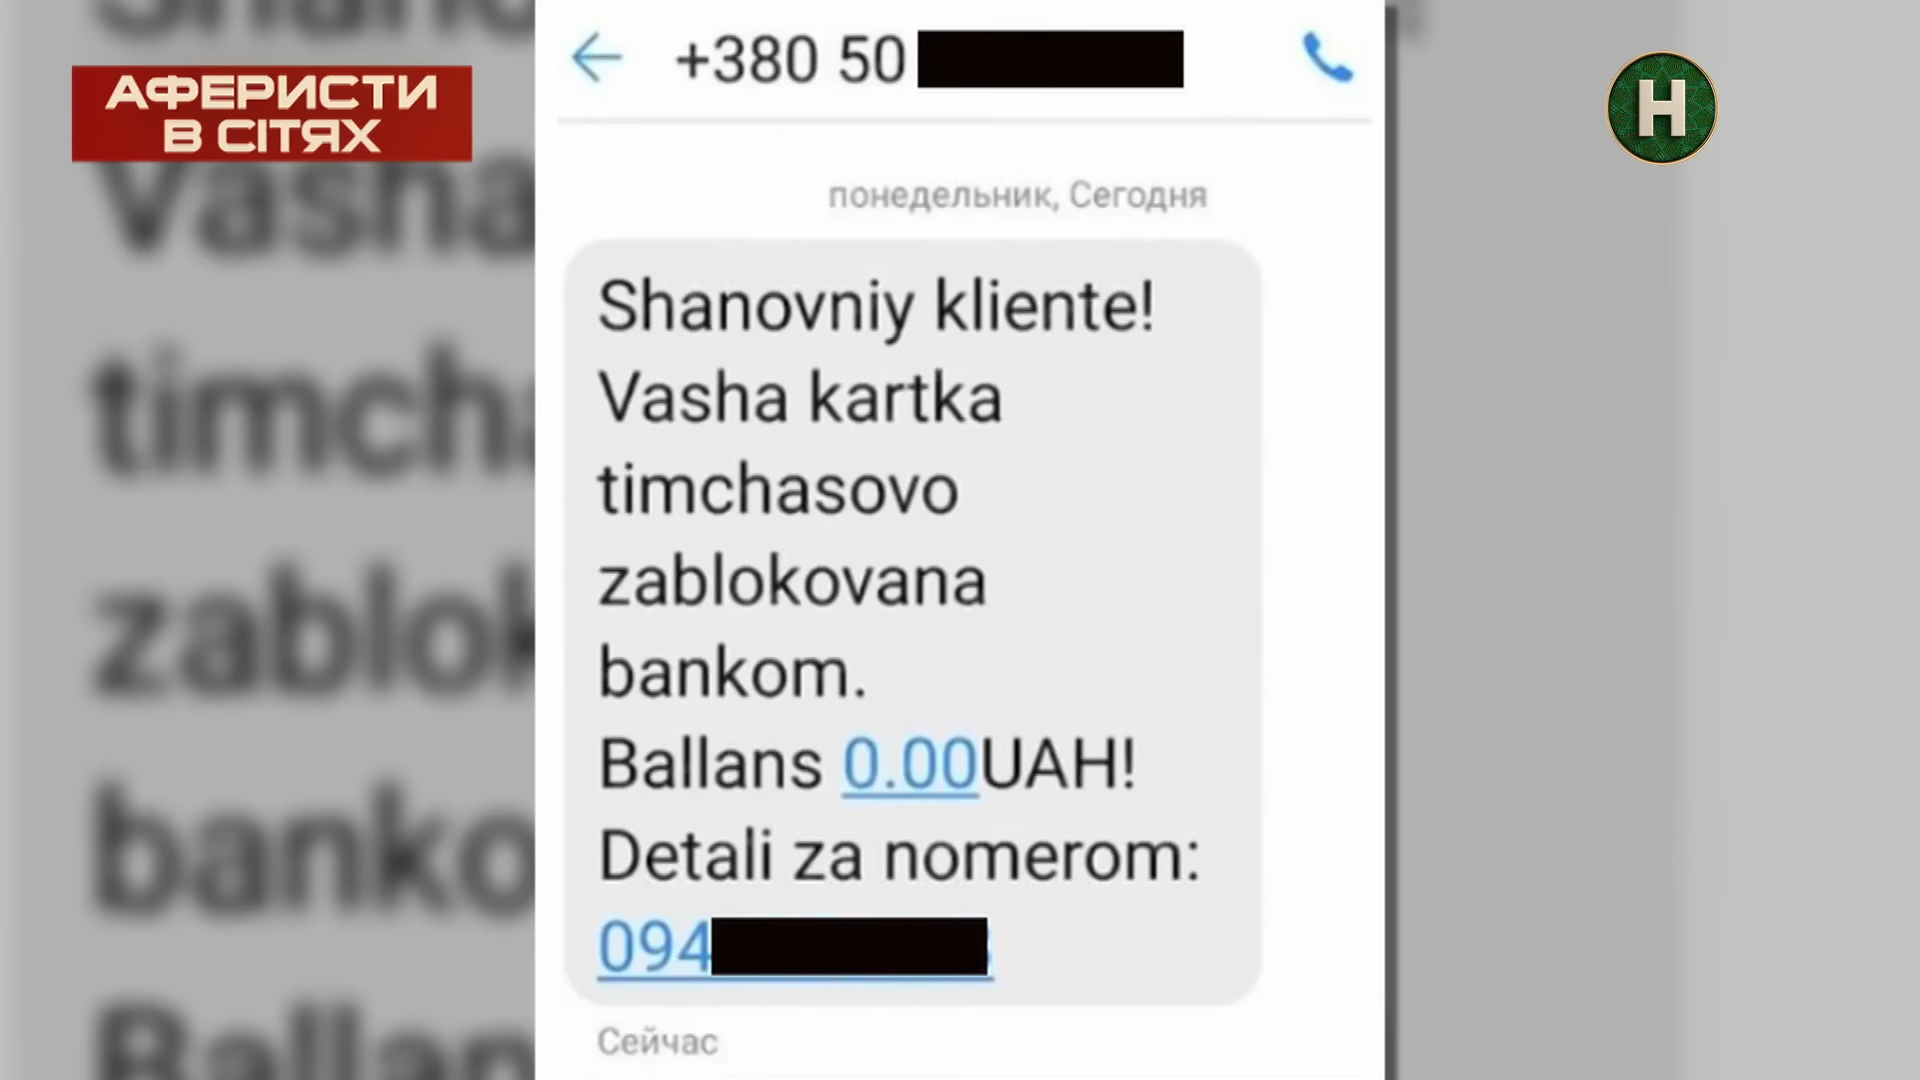 АФЕРИСТИ
В СІТЯХ
Н
+380 50
понедельник, Сегодня
Shanovniy kliente!
Vasha kartka
timchasovo
zablokovana
bankom.
Ballans 0.00UAH!
Detali za nomerom:
094
Сейчас